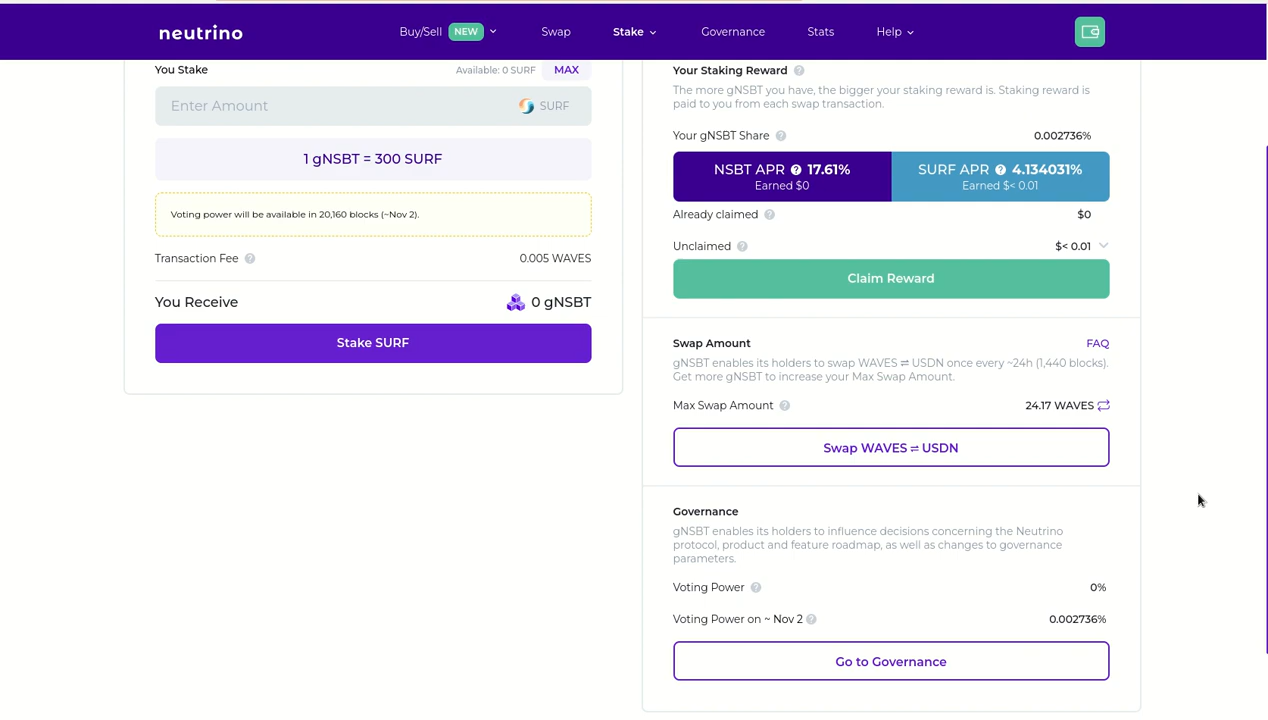 neutrino
Buy/Sell NEW
Swap
Stake
Governance
Stats
Help
You Stake
Available: 0 SURF MAX
Enter Amount
SURF
1 gNSBT = 300 SURF
Voting power will be available in 20,160 blocks (~Nov 2).
Transaction Fee ?
0.005 WAVES
You Receive
0 gNSBT
Stake SURF
Your Staking Reward ?
The more gNSBT you have, the bigger your staking reward is. Staking reward is
paid to you from each swap transaction.
Your gNSBT Share ?
0.002736%
NSBT APR ? 17.61%
Earned $0
SURF APR ? 4.134031%
Earned $< 0.01
Already claimed ?
$0
Unclaimed ?
$< 0.01
Claim Reward
Swap Amount
FAQ
gNSBT enables its holders to swap WAVES ⇌ USDN once every ~24h (1,440 blocks).
Get more gNSBT to increase your Max Swap Amount.
Max Swap Amount ?
24.17 WAVES
Swap WAVES ⇌ USDN
Governance
gNSBT enables its holders to influence decisions concerning the Neutrino
protocol, product and feature roadmap, as well as changes to governance
parameters.
Voting Power ?
0%
Voting Power on ~ Nov 2 ?
0.002736%
Go to Governance